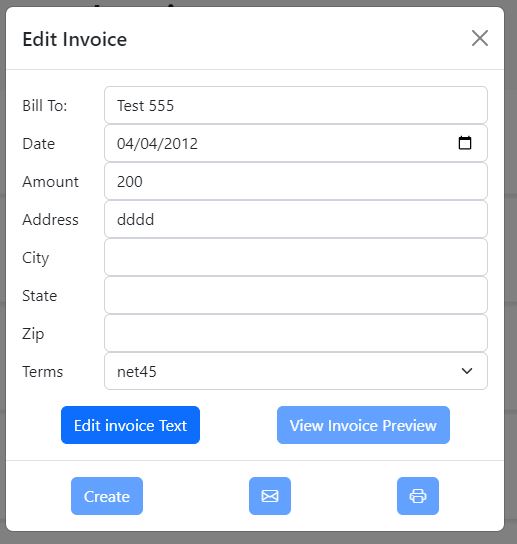 Edit Invoice
Bill To: Test 555
Date 04/04/2012
Amount 200
Address dddd
City
State
Zip
Terms net45
Edit invoice Text View Invoice Preview
Create